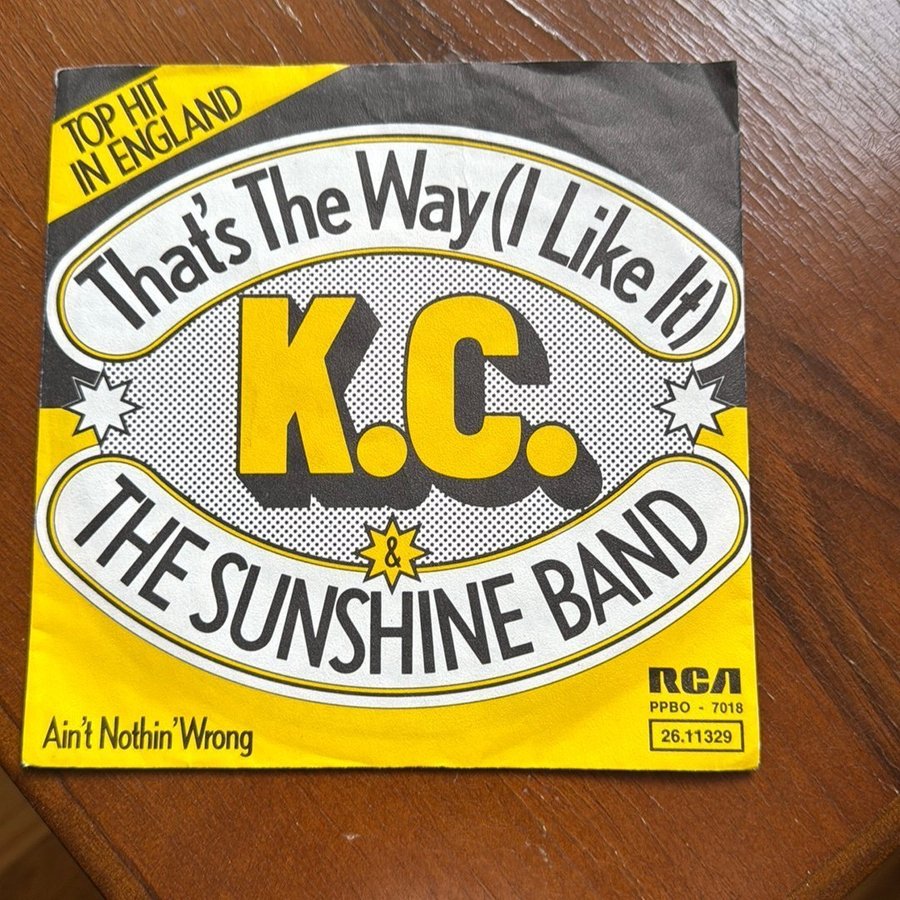 TOP HIT
IN ENGLAND
That's The Way (I Like It)
K.C.
&
THE SUNSHINE BAND
RCA
PPBO - 7018
26.11329
Ain't Nothin' Wrong